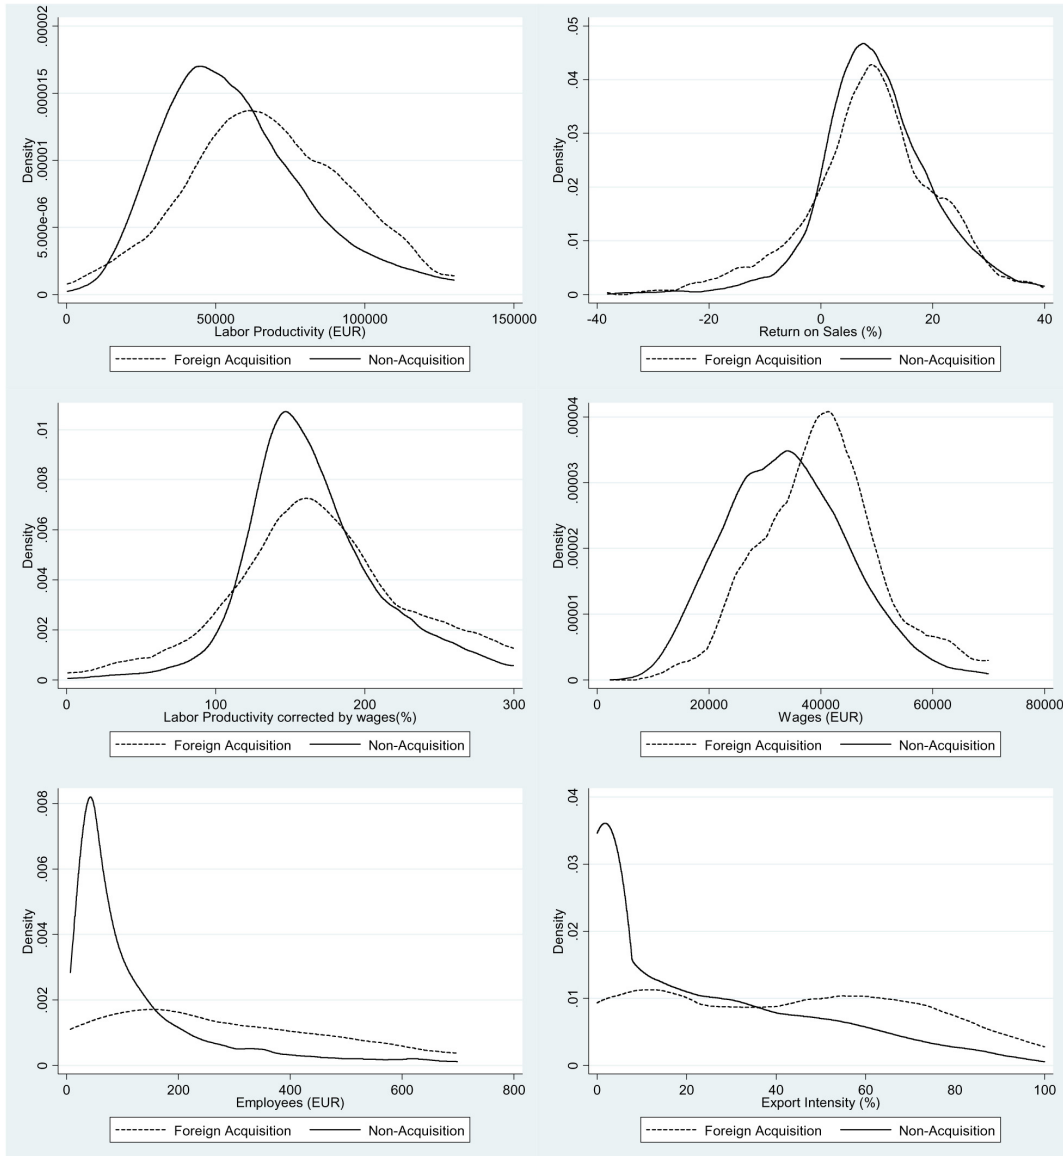 .00002
.000015
.00001
5.000e-06
0
Density
0 50000 100000 150000
Labor Productivity (EUR)
Foreign Acquisition Non-Acquisition
.05
.04
.03
.02
.01
0
Density
-40 -20 0 20 40
Return on Sales (%)
Foreign Acquisition Non-Acquisition
.01
.008
.006
.004
.002
0
Density
0 100 200 300
Labor Productivity corrected by wages(%)
Foreign Acquisition Non-Acquisition
.00004
.00003
.00002
.00001
0
Density
0 20000 40000 60000 80000
Wages (EUR)
Foreign Acquisition Non-Acquisition
.008
.006
.004
.002
0
Density
0 200 400 600 800
Employees (EUR)
Foreign Acquisition Non-Acquisition
.04
.03
.02
.01
0
Density
0 20 40 60 80 100
Export Intensity (%)
Foreign Acquisition Non-Acquisition